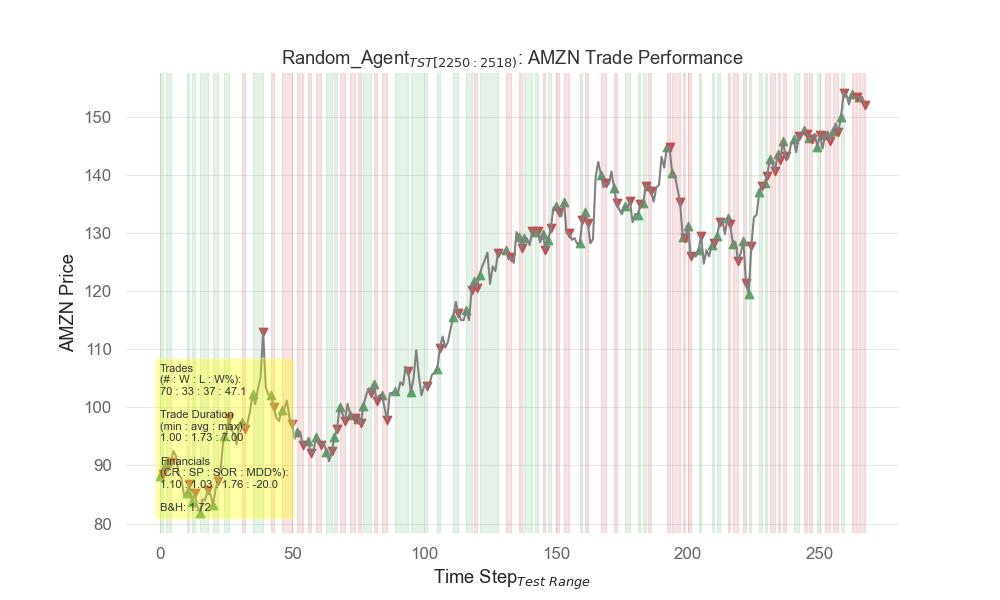 Random_Agent TST[2250 : 2518) : AMZN Trade Performance
AMZN Price
150
140
130
120
110
100
90
80
Trades
(# : W : L : W%):
70 : 33 : 37 : 47.1
Trade Duration
(min : avg : max):
1.00 : 1.73 : 7.00
Financials
(CR : SP : SOR : MDD%):
1.10 : 1.03 : 1.76 : -20.0
B&H: 1.72
0 50 100 150 200 250
Time Step Test Range